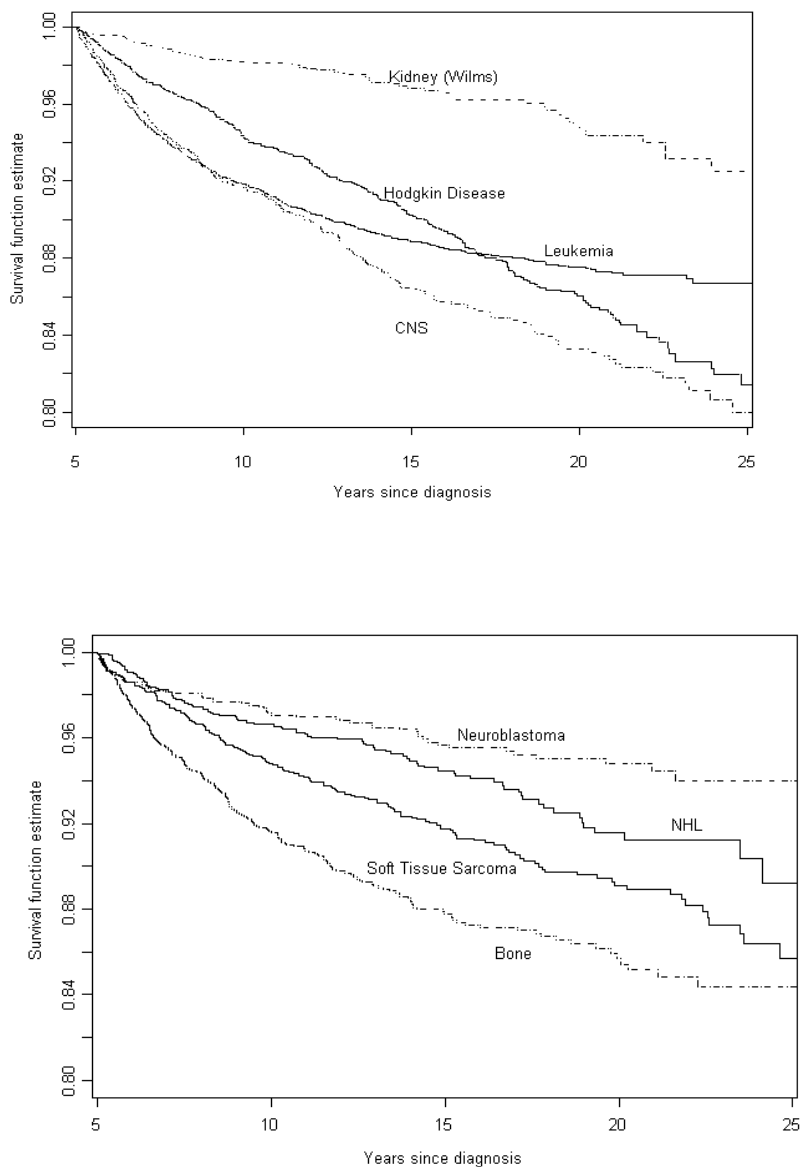 1.00
Kidney (Wilms)
0.96
0.92
Hodgkin Disease
Survival function estimate
0.88
Leukemia
0.84
CNS
0.80
5 10 15 20 25
Years since diagnosis
1.00
0.96
Neuroblastoma
0.92
NHL
Survival function estimate
0.88
Soft Tissue Sarcoma
Bone
0.84
0.80
5 10 15 20 25
Years since diagnosis